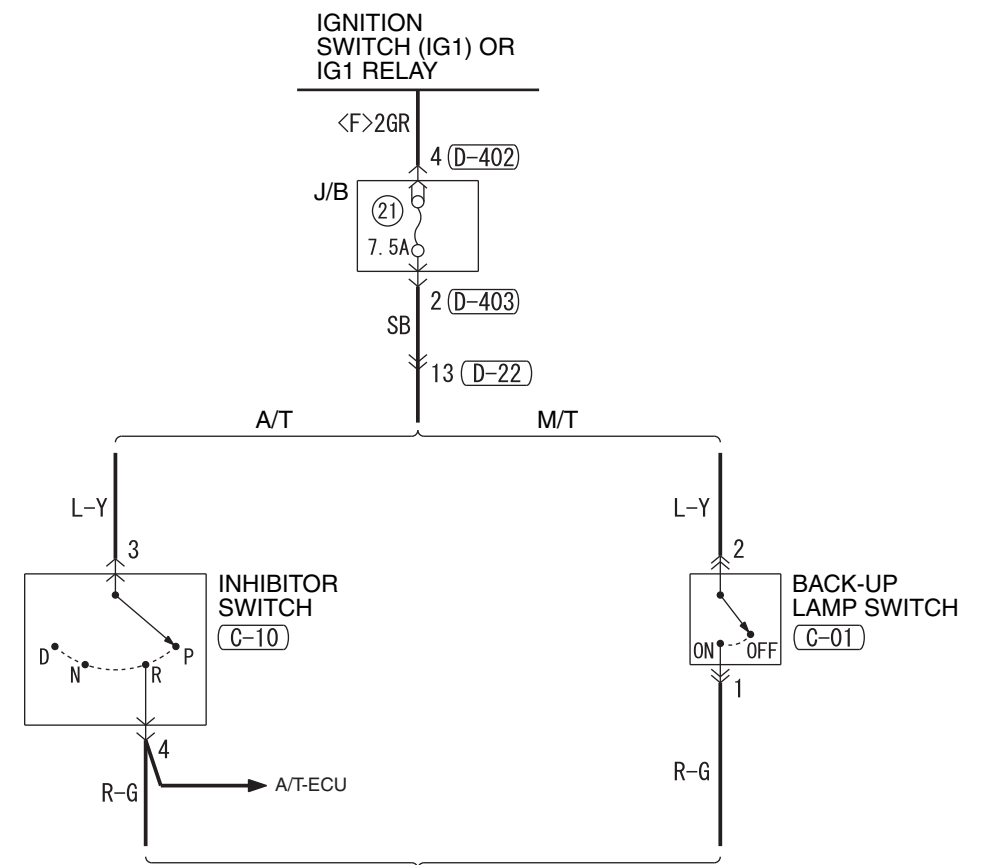 IGNITION
SWITCH (IG1) OR
IG1 RELAY
<F>2GR
4 D-402
J/B
21
7.5A
2 D-403
SB
13 D-22
A/T
M/T
L-Y
L-Y
3
2
INHIBITOR
SWITCH
C-10
D
N
R
P
BACK-UP
LAMP SWITCH
C-01
ON
OFF
4
1
R-G
A/T-ECU
R-G